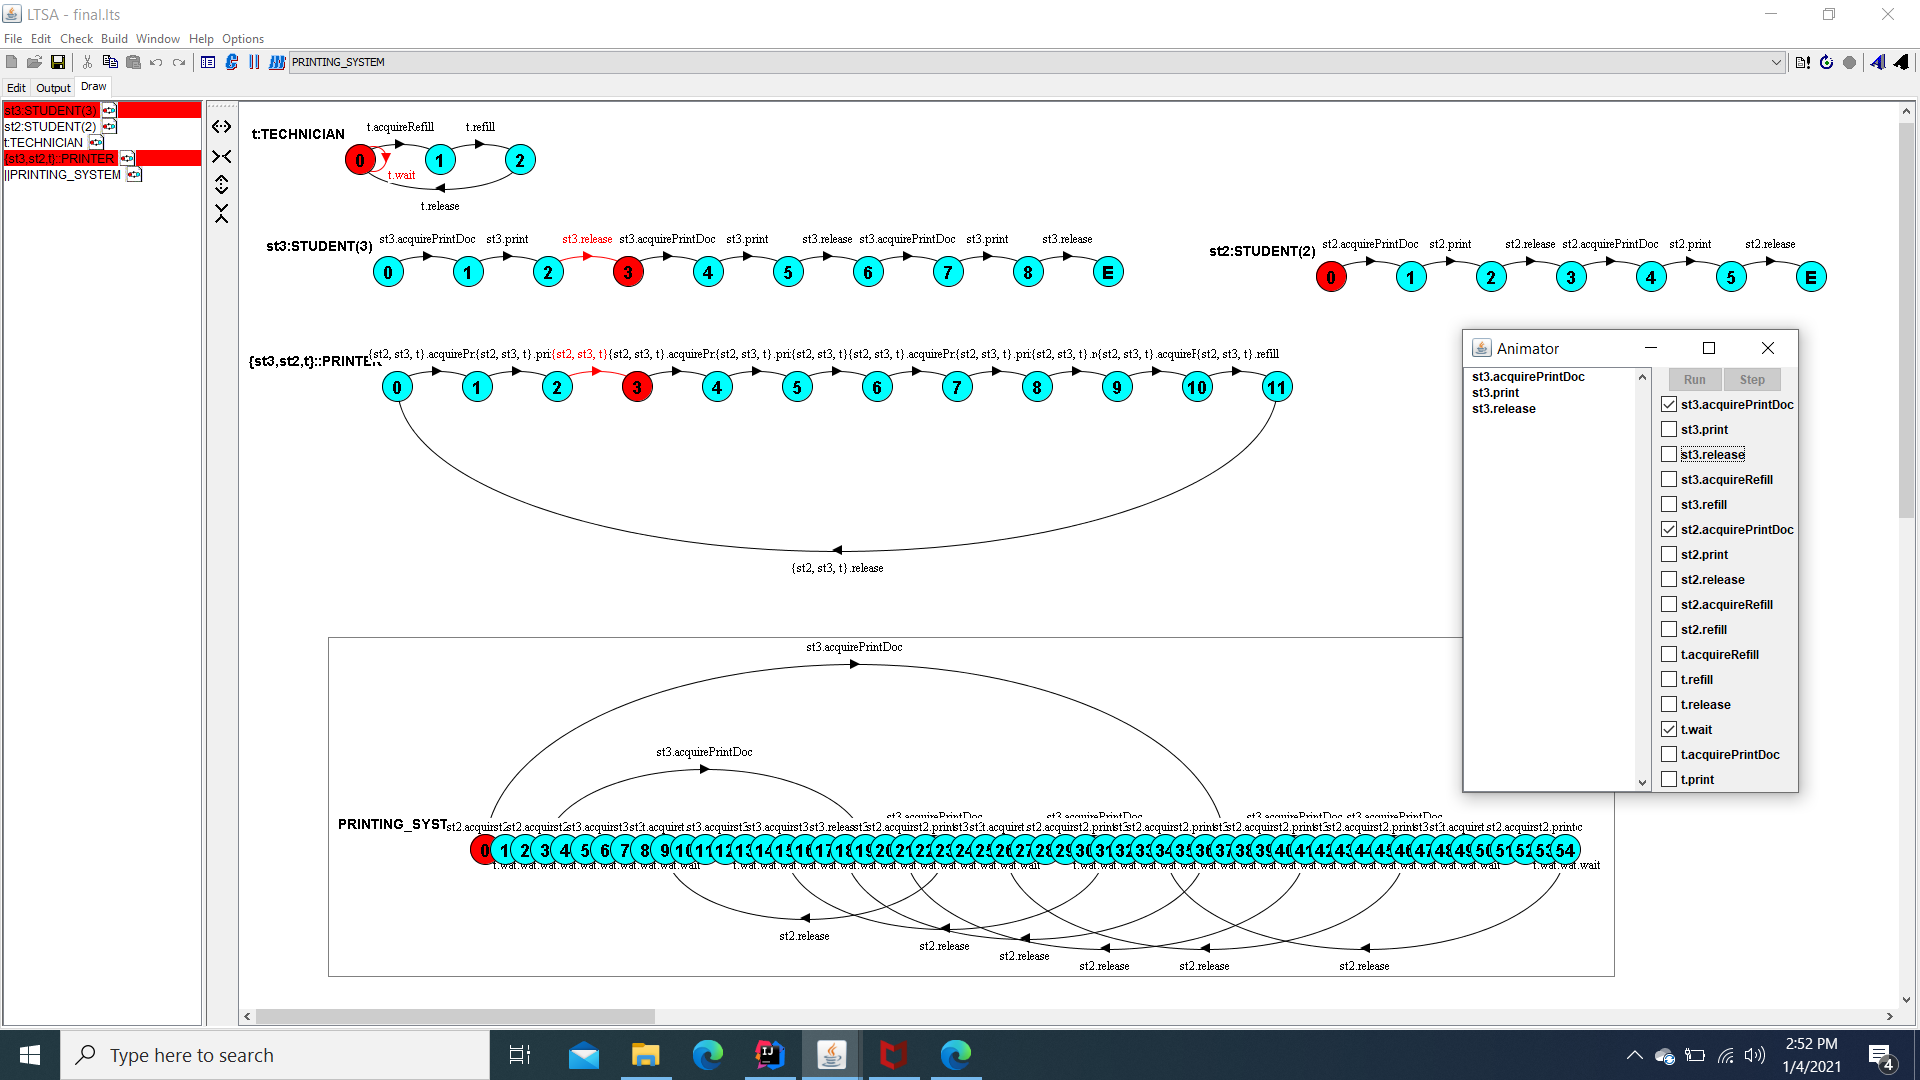 LTSA - final.lts
File Edit Check Build Window Help Options
PRINTING_SYSTEM
Edit Output Draw
st3:STUDENT(3)
st2:STUDENT(2)
t:TECHNICIAN
{st3,st2,t}::PRINTER
||PRINTING_SYSTEM
t:TECHNICIAN
t.acquireRefill t.refill
0 1 2
t.wait
t.release
st3:STUDENT(3)
st3.acquirePrintDoc st3.print st3.release st3.acquirePrintDoc st3.print st3.release st3.acquirePrintDoc st3.print st3.release
0 1 2 3 4 5 6 7 8 E
st2:STUDENT(2)
st2.acquirePrintDoc st2.print st2.release st2.acquirePrintDoc st2.print st2.release
0 1 2 3 4 5 E
{st3,st2,t}::PRINTER
{st2, st3, t}.acquirePr{st2, st3, t}.pri{st2, st3, t}{st2, st3, t}.acquirePr{st2, st3, t}.pri{st2, st3, t}{st2, st3, t}.acquirePr{st2, st3, t}.pri{st2, st3, t}.r{st2, st3, t}.acquireF{st2, st3, t}.refill
0 1 2 3 4 5 6 7 8 9 10 11
{st2, st3, t}.release
Animator
Run Step
st3.acquirePrintDoc
st3.print
st3.release
st3.acquirePrintDoc
st3.print
st3.release
st3.acquireRefill
st3.refill
st2.acquirePrintDoc
st2.print
st2.release
st2.acquireRefill
st2.refill
t.acquireRefill
t.refill
t.release
t.wait
t.acquirePrintDoc
t.print
st3.acquirePrintDoc
st3.acquirePrintDoc
PRINTING_SYST
0 1 2 3 4 5 6 7 8 9 10 11 12 13 14 15 16 17 18 19 20 21 22 23 24 25 26 27 28 29 30 31 32 33 34 35 36 37 38 39 40 41 42 43 44 45 46 47 48 49 50 51 52 53 54
st2.release
st2.release
st2.release
st2.release
st2.release
st2.release
Type here to search
2:52 PM
1/4/2021
4